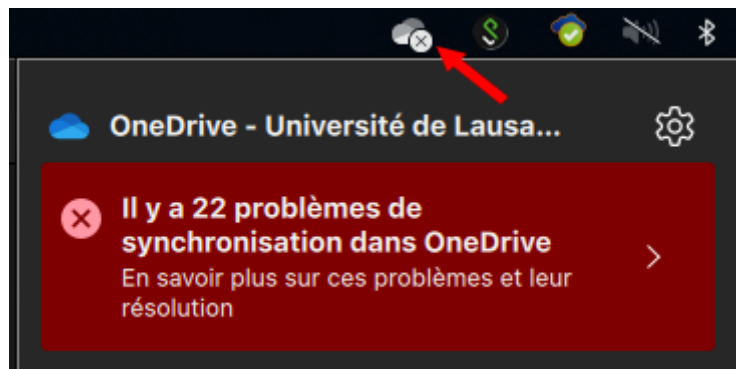 OneDrive - Université de Lausa...
Il y a 22 problèmes de
synchronisation dans OneDrive
En savoir plus sur ces problèmes et leur
résolution